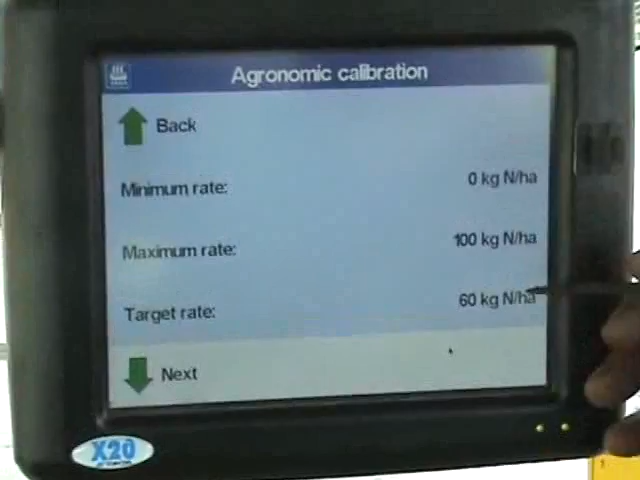 Agronomic calibration
Back
Minimum rate: 0 kg N/ha
Maximum rate: 100 kg N/ha
Target rate: 60 kg N/ha
Next
X20